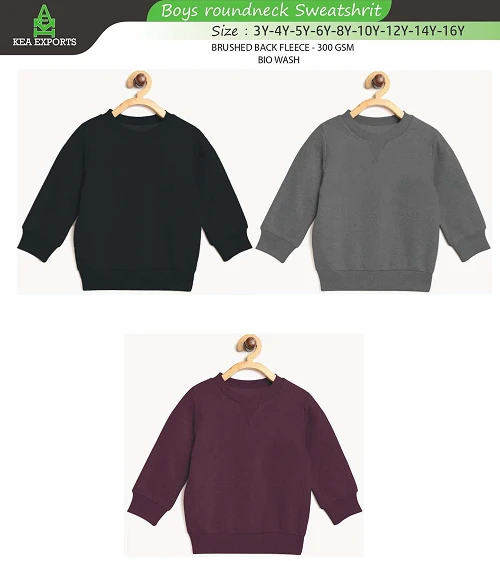 Boys roundneck Sweatshrit
Size : 3Y-4Y-5Y-6Y-8Y-10Y-12Y-14Y-16Y
KEA EXPORTS
BRUSHED BACK FLEECE - 300 GSM
BIO WASH